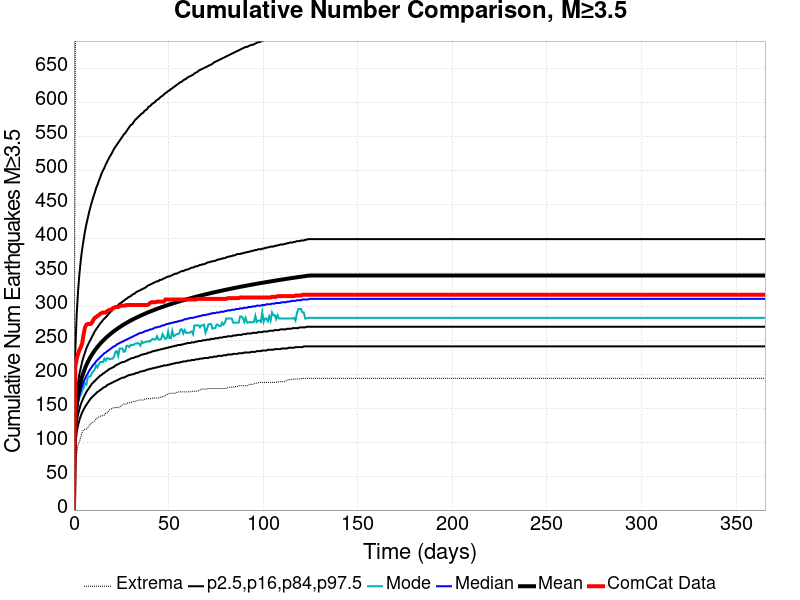 Cumulative Number Comparison, M≥3.5
Cumulative Num Earthquakes M≥3.5
650
600
550
500
450
400
350
300
250
200
150
100
50
0
0 50 100 150 200 250 300 350
Time (days)
Extrema p2.5,p16,p84,p97.5 Mode Median Mean ComCat Data